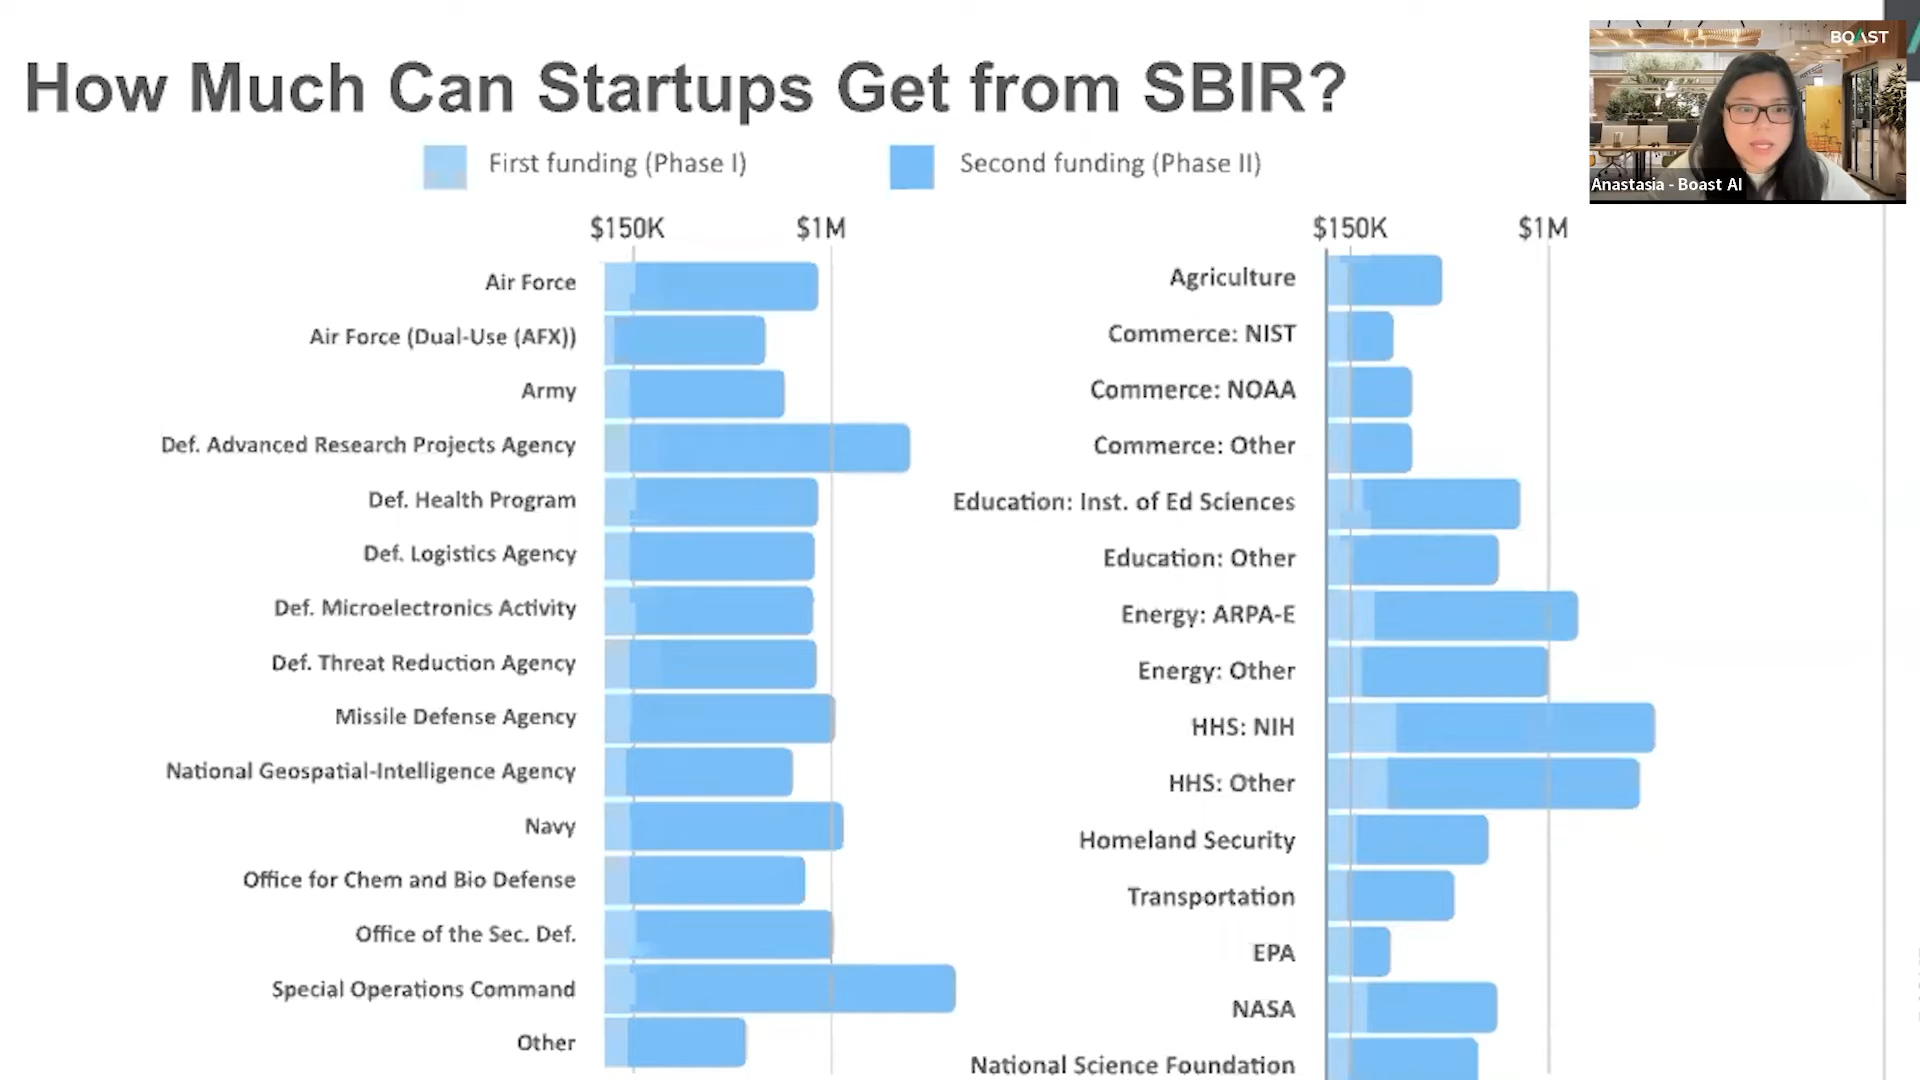 How Much Can Startups Get from SBIR?
BOAST
Anastasia - Boast AI
First funding (Phase I)
Second funding (Phase II)
$150K
$1M
Air Force
Air Force (Dual-Use (AFX))
Army
Def. Advanced Research Projects Agency
Def. Health Program
Def. Logistics Agency
Def. Microelectronics Activity
Def. Threat Reduction Agency
Missile Defense Agency
National Geospatial-Intelligence Agency
Navy
Office for Chem and Bio Defense
Office of the Sec. Def.
Special Operations Command
Other
$150K
$1M
Agriculture
Commerce: NIST
Commerce: NOAA
Commerce: Other
Education: Inst. of Ed Sciences
Education: Other
Energy: ARPA-E
Energy: Other
HHS: NIH
HHS: Other
Homeland Security
Transportation
EPA
NASA
National Science Foundation